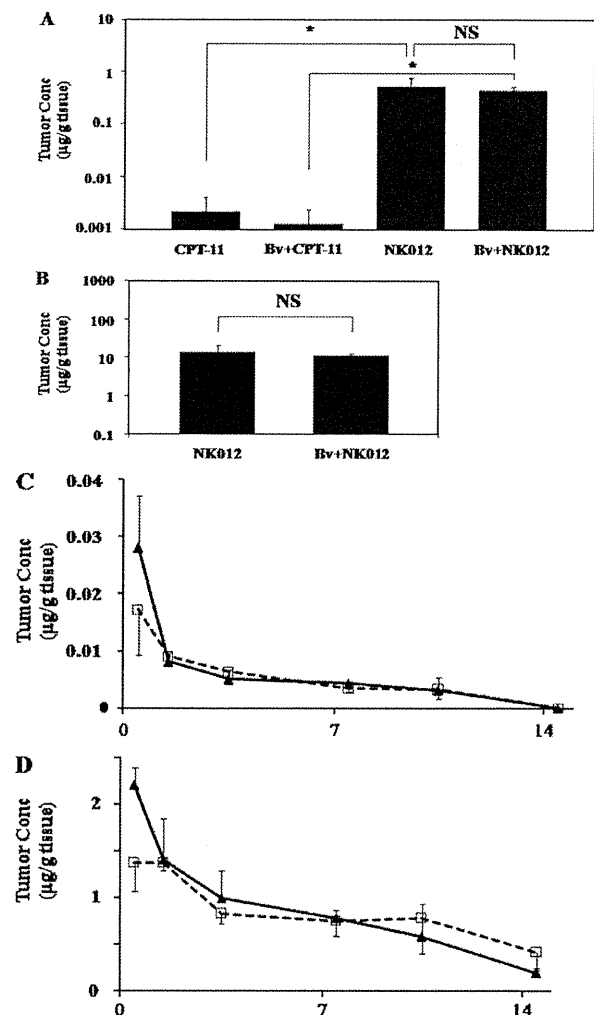 A
10
1
0.1
0.01
0.001
Tumor Conc
(µg/g tissue)
*
NS
*
CPT-11 Bv+CPT-11 NK012 Bv+NK012
B
1000
100
10
1
0.1
Tumor Conc
(µg/g tissue)
NS
NK012 Bv+NK012
C
0.04
0.03
0.02
0.01
0
Tumor Conc
(µg/g tissue)
0 7 14
D
2
1
0
Tumor Conc
(µg/g tissue)
0 7 14